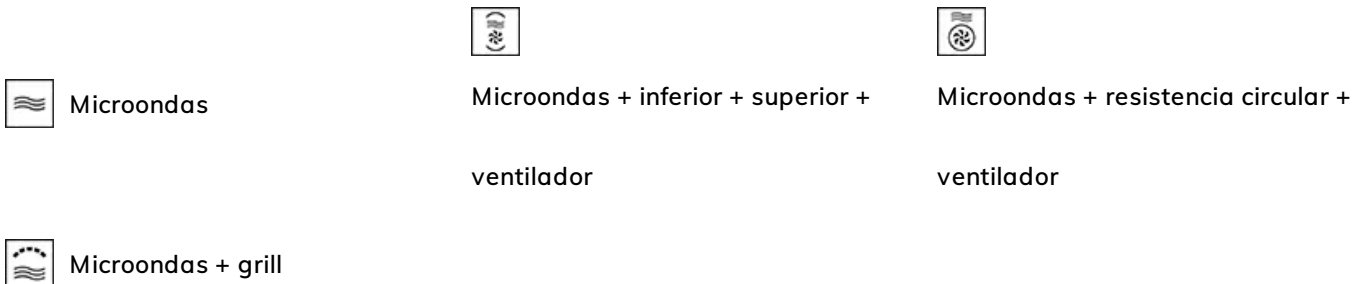 Microondas
Microondas + inferior + superior +
ventilador
Microondas + resistencia circular +
ventilador
Microondas + grill